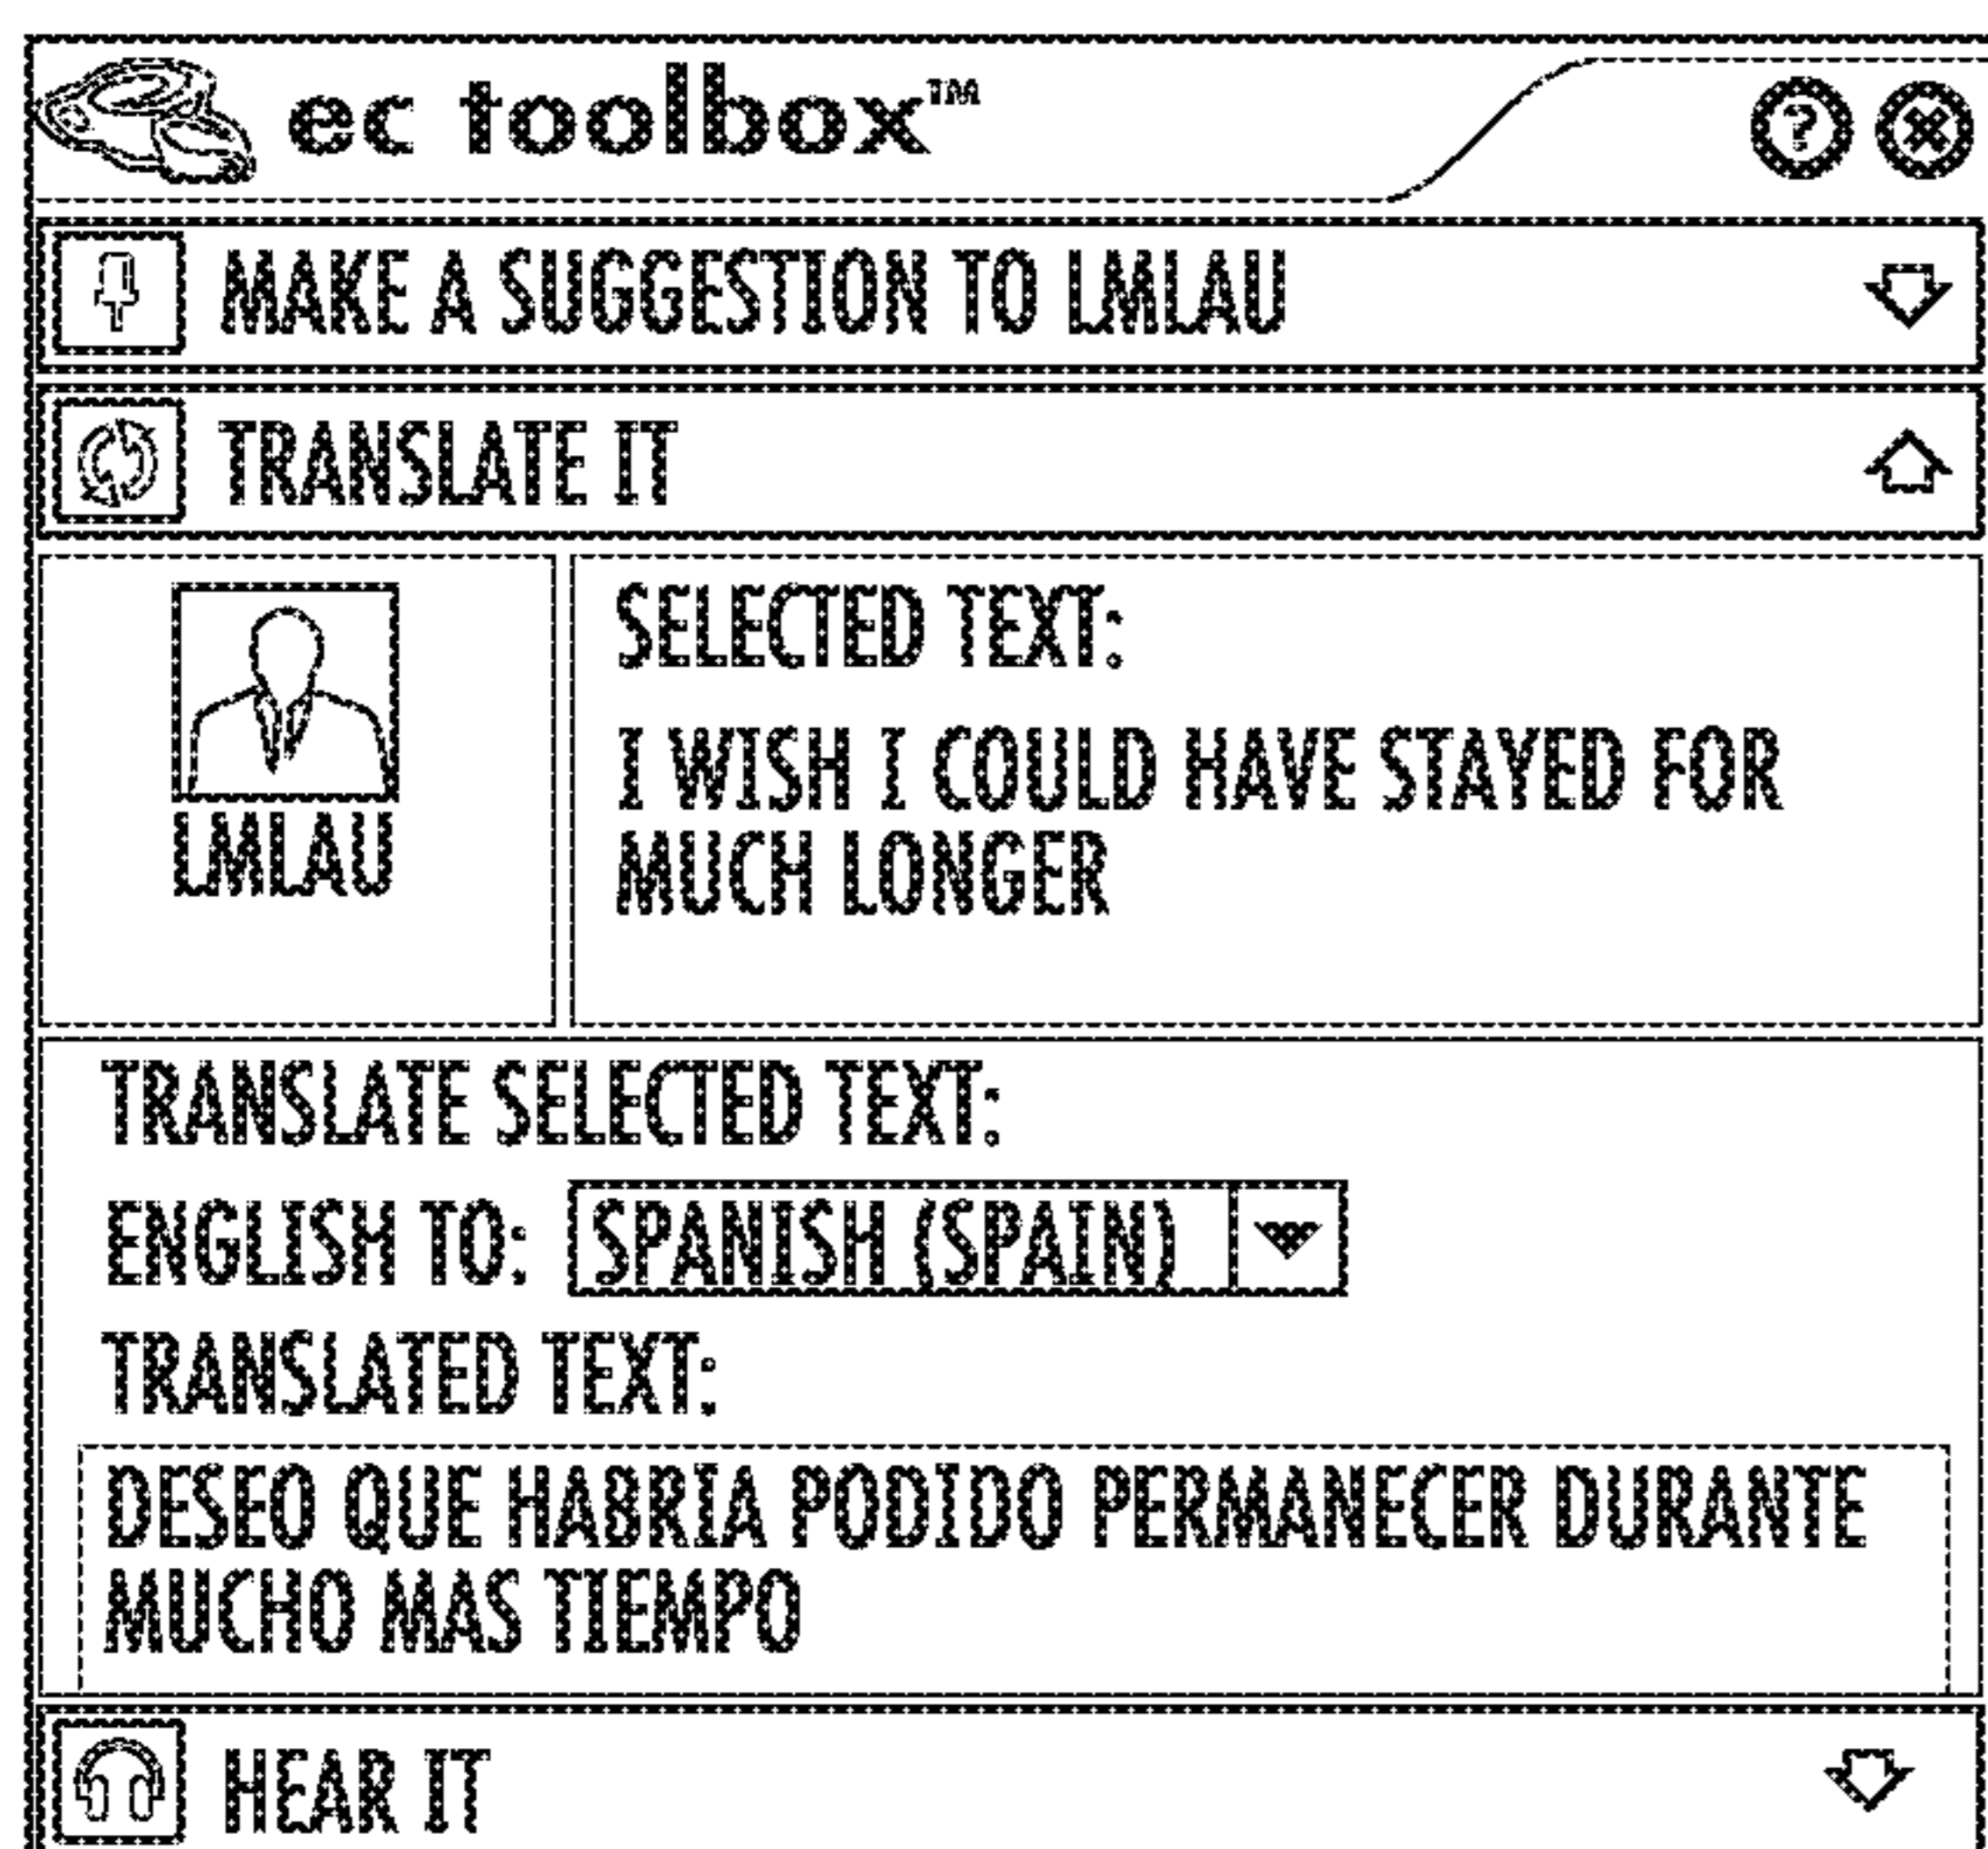 ec toolbox™
MAKE A SUGGESTION TO LMLAU
TRANSLATE IT
LMLAU
SELECTED TEXT:
I WISH I COULD HAVE STAYED FOR
MUCH LONGER
TRANSLATE SELECTED TEXT:
ENGLISH TO: SPANISH (SPAIN)
TRANSLATED TEXT:
DESEO QUE HABRIA PODIDO PERMANECER DURANTE
MUCHO MAS TIEMPO
HEAR IT